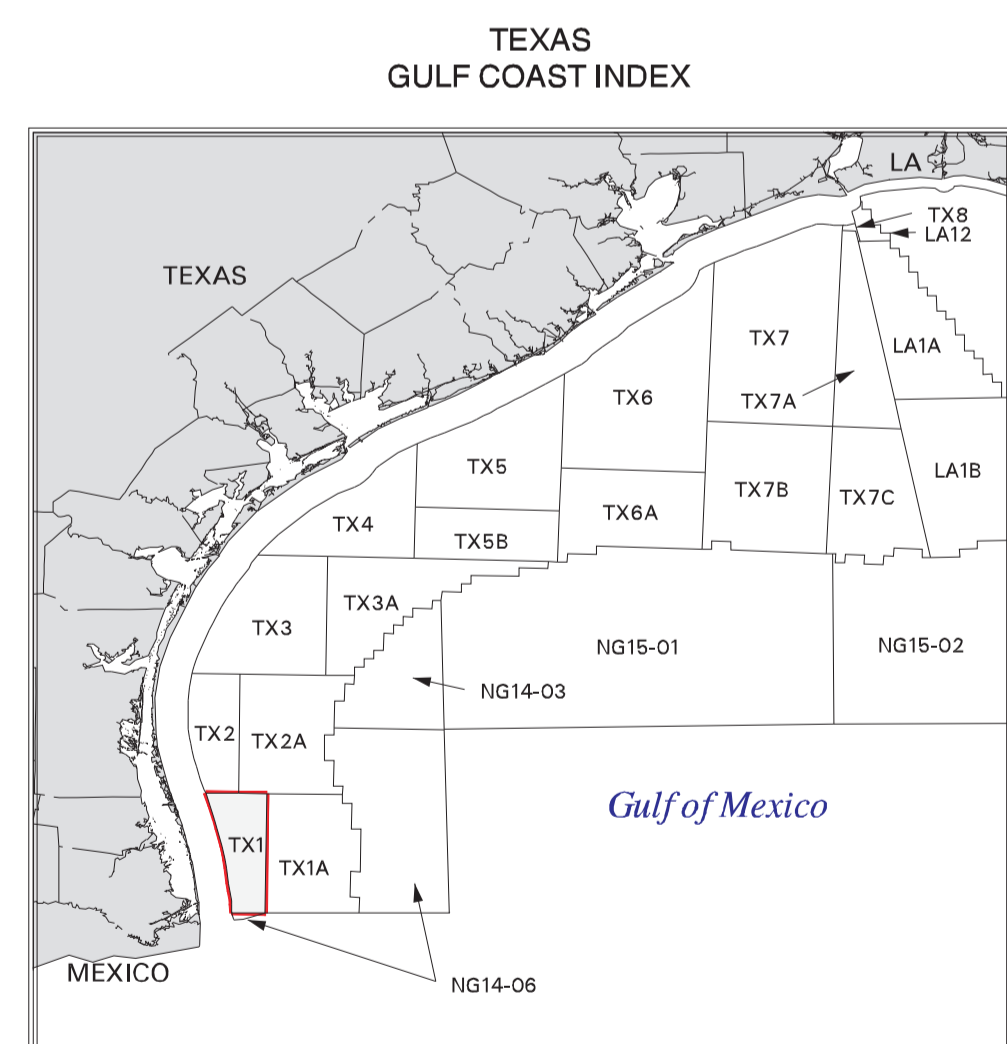 TEXAS
GULF COAST INDEX
LA
TX8
LA12
TEXAS
TX7
LA1A
TX6
TX7A
TX5
LA1B
TX7B
TX7C
TX6A
TX4
TX5B
TX3A
TX3
NG15-01
NG15-02
NG14-03
TX2
TX2A
Gulf of Mexico
TX1
TX1A
MEXICO
NG14-06